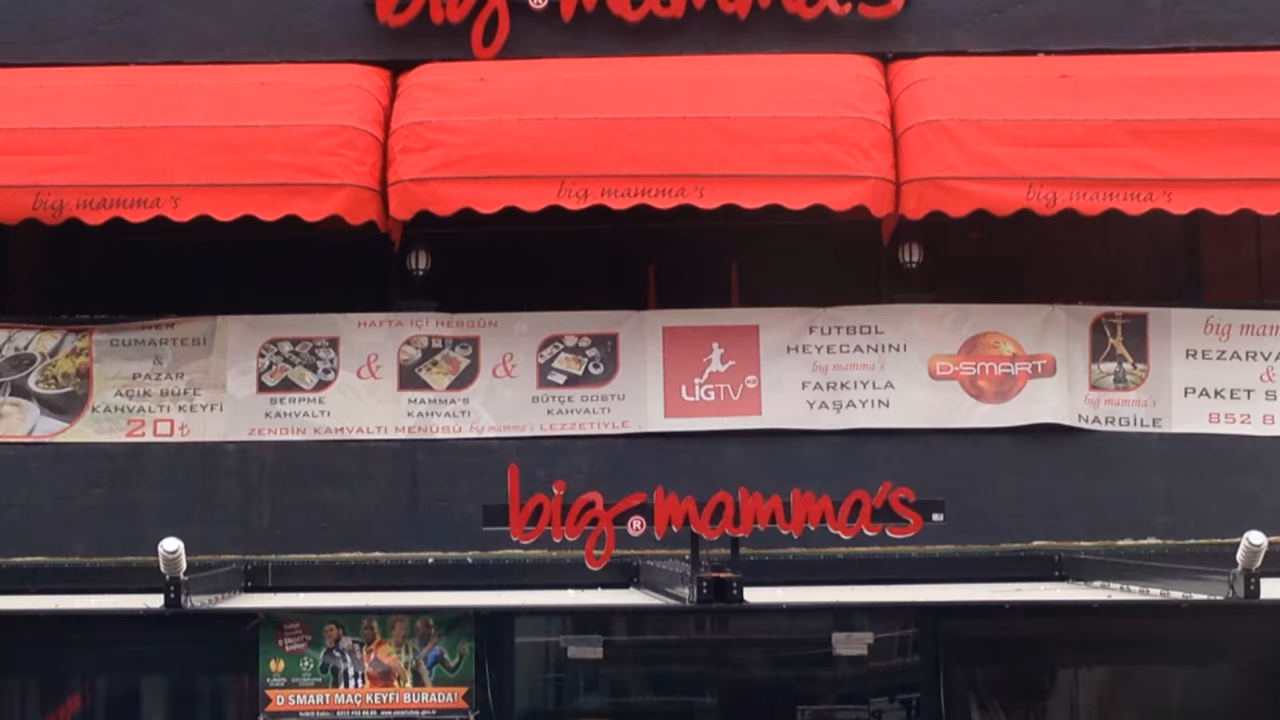 big® mamma's
big mamma's
big mamma's
big mamma's
HER
CUMARTESİ
&
PAZAR
AÇIK BÜFE
KAHVALTI KEYFİ
20₺
HAFTA İÇİ HERGÜN
& &
SERPME
KAHVALTI
MAMMA'S
KAHVALTI
BÜTÇE DOSTU
KAHVALTI
ZENGİN KAHVALTI MENÜSÜ big mamma's LEZZETİYLE
LİGTV
FUTBOL
HEYECANINI
big mamma's
FARKIYLA
YAŞAYIN
D-SMART
big mamma's
NARGİLE
big mam
REZARVA
&
PAKET S
852 8
big® mamma's
D SMART MAÇ KEYFİ BURADA!